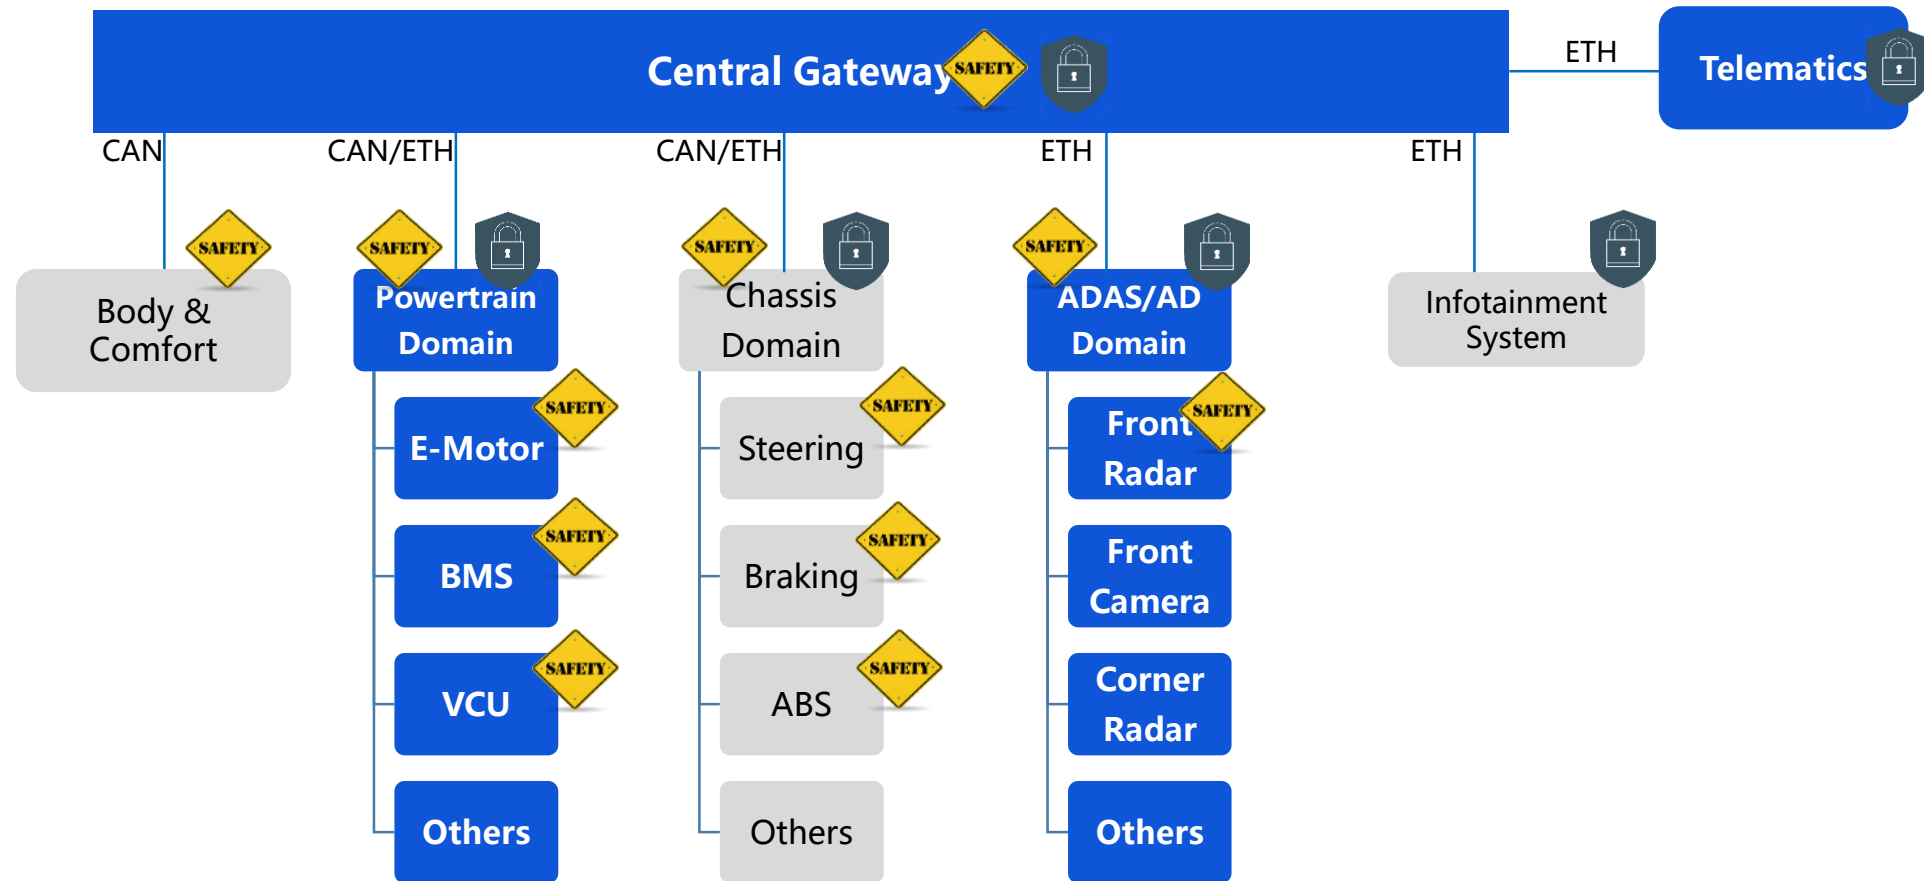 Central Gateway
SAFETY
ETH
Telematics
CAN
CAN/ETH
CAN/ETH
ETH
ETH
SAFETY
SAFETY
SAFETY
SAFETY
Body &
Comfort
Powertrain
Domain
Chassis
Domain
ADAS/AD
Domain
Infotainment
System
E-Motor
SAFETY
Steering
SAFETY
Front
Radar
SAFETY
BMS
SAFETY
Braking
SAFETY
Front
Camera
VCU
SAFETY
ABS
SAFETY
Corner
Radar
Others
Others
Others